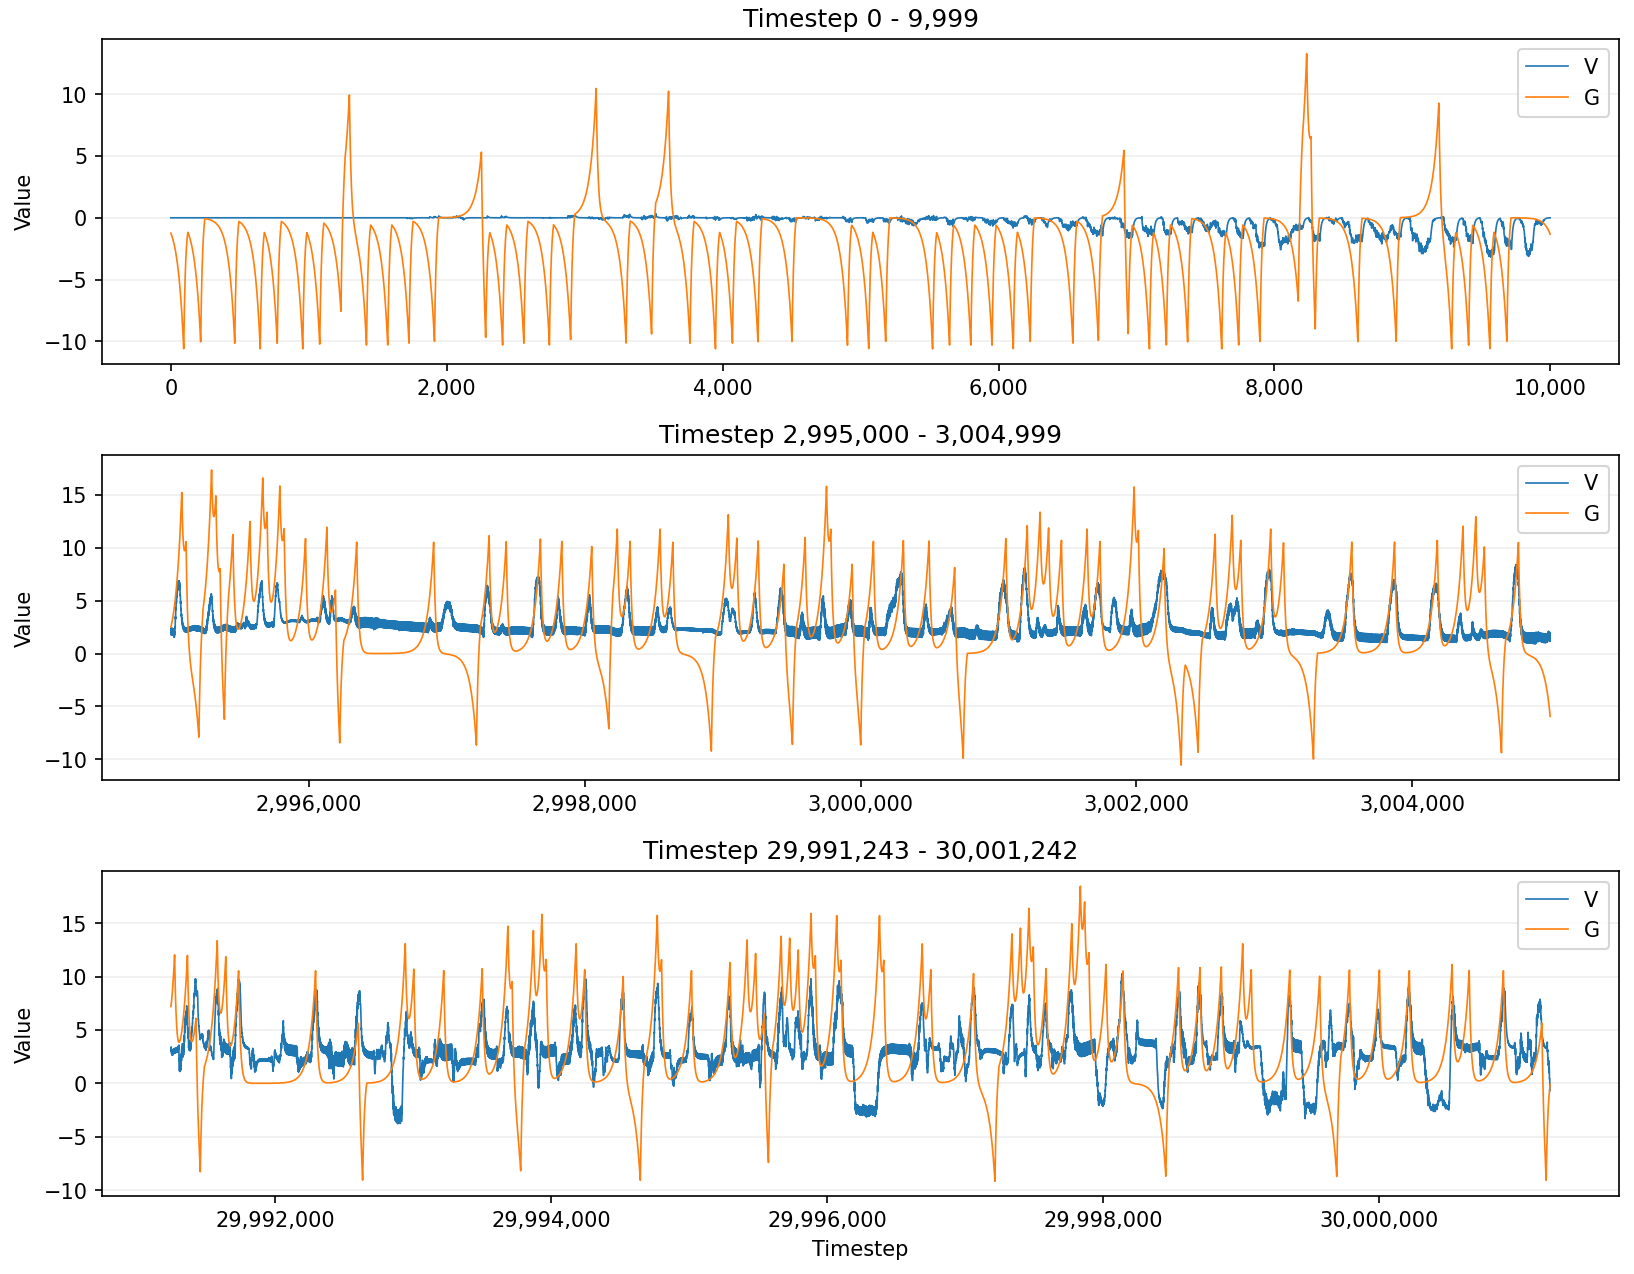 Timestep 0 - 9,999
Value
10
5
0
−5
−10
V
G
0
2,000
4,000
6,000
8,000
10,000
Timestep 2,995,000 - 3,004,999
Value
15
10
5
0
−5
−10
V
G
2,996,000
2,998,000
3,000,000
3,002,000
3,004,000
Timestep 29,991,243 - 30,001,242
Value
15
10
5
0
−5
−10
V
G
29,992,000
29,994,000
29,996,000
29,998,000
30,000,000
Timestep